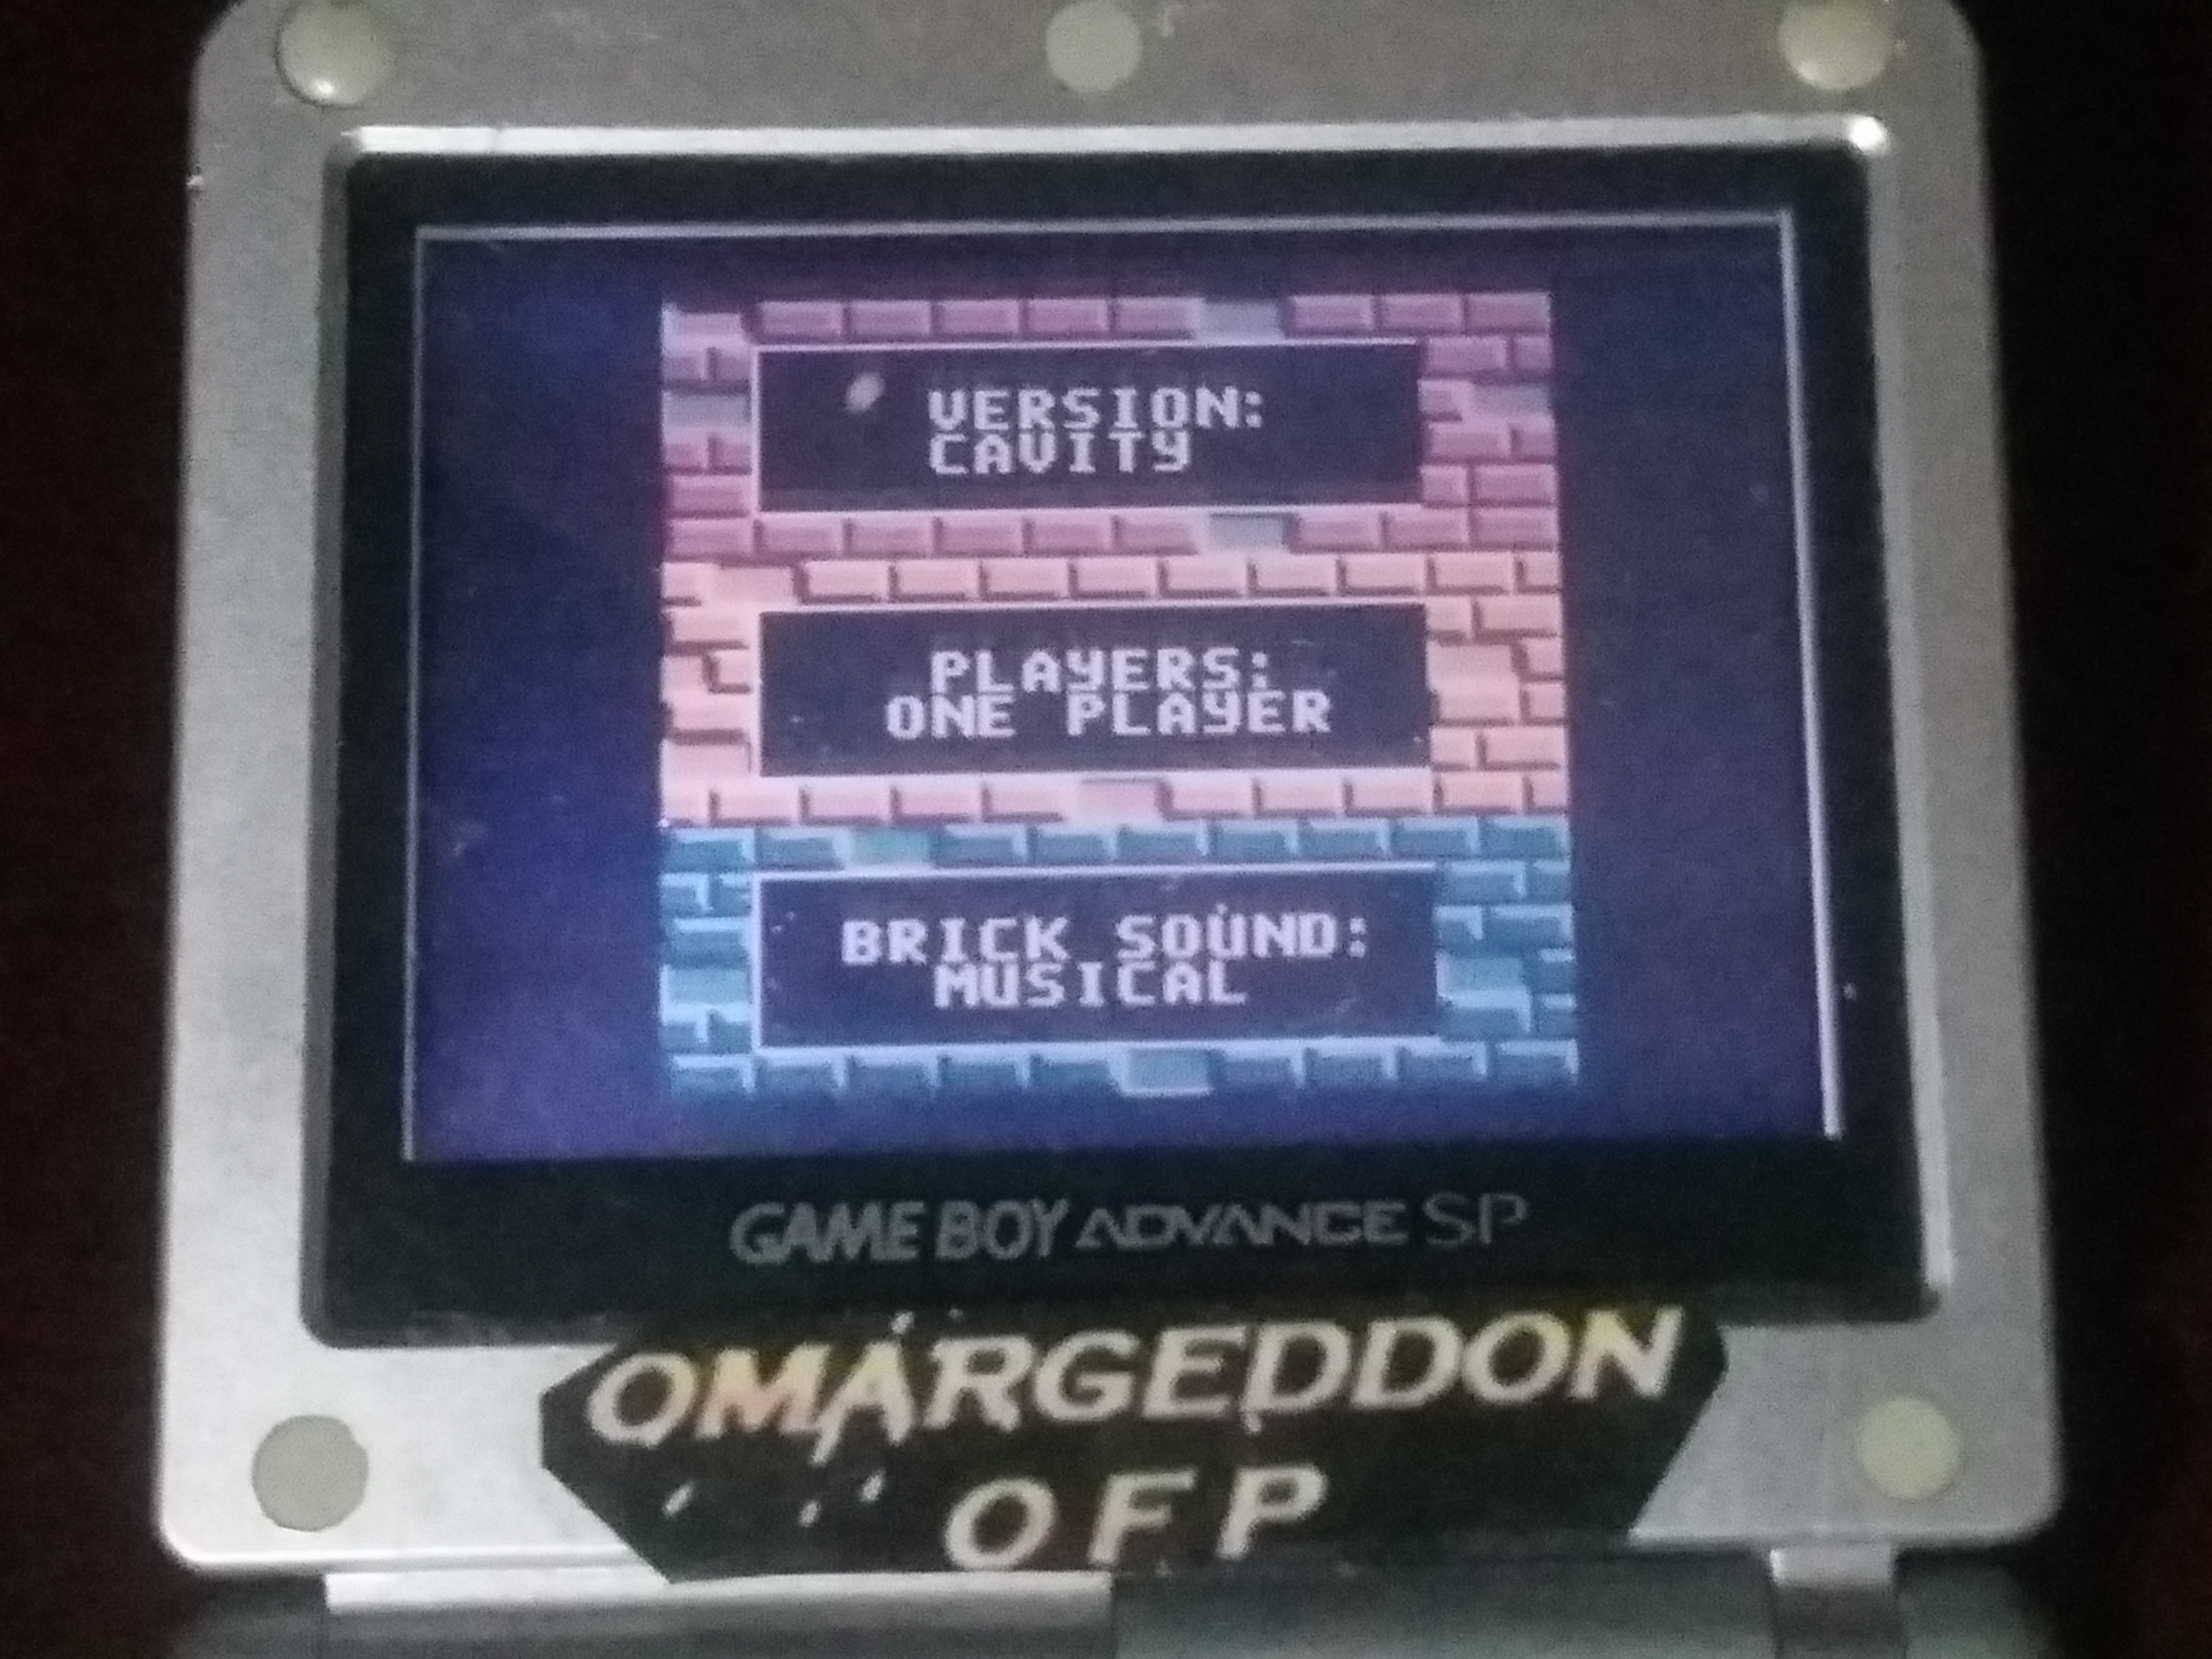 VERSION:
CAVITY
PLAYERS:
ONE PLAYER
BRICK SOUND:
MUSICAL
GAME BOY ADVANCE SP
OMARGEDDON
OFP